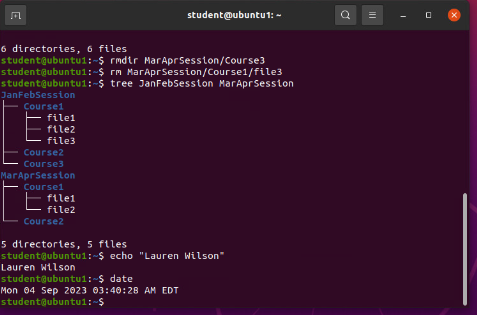 student@ubuntu1: ~
6 directories, 6 files
student@ubuntu1:~$ rmdir MarAprSession/Course3
student@ubuntu1:~$ rm MarAprSession/Course1/file3
student@ubuntu1:~$ tree JanFebSession MarAprSession
JanFebSession
├── Course1
│   ├── file1
│   ├── file2
│   └── file3
├── Course2
└── Course3
MarAprSession
├── Course1
│   ├── file1
│   └── file2
└── Course2
5 directories, 5 files
student@ubuntu1:~$ echo "Lauren Wilson"
Lauren Wilson
student@ubuntu1:~$ date
Mon 04 Sep 2023 03:40:28 AM EDT
student@ubuntu1:~$